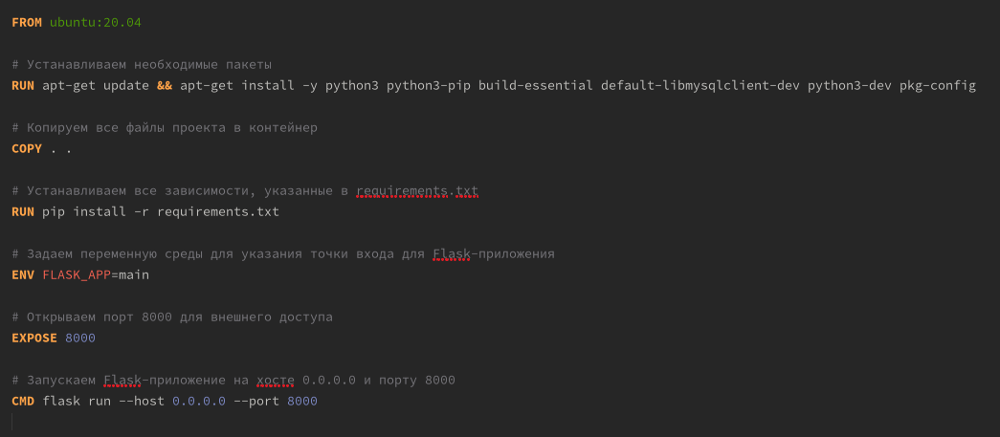 FROM ubuntu:20.04
# Устанавливаем необходимые пакеты
RUN apt-get update && apt-get install -y python3 python3-pip build-essential default-libmysqlclient-dev python3-dev pkg-config
# Копируем все файлы проекта в контейнер
COPY . .
# Устанавливаем все зависимости, указанные в requirements.txt
RUN pip install -r requirements.txt
# Задаем переменную среды для указания точки входа для Flask-приложения
ENV FLASK_APP=main
# Открываем порт 8000 для внешнего доступа
EXPOSE 8000
# Запускаем Flask-приложение на хосте 0.0.0.0 и порту 8000
CMD flask run --host 0.0.0.0 --port 8000